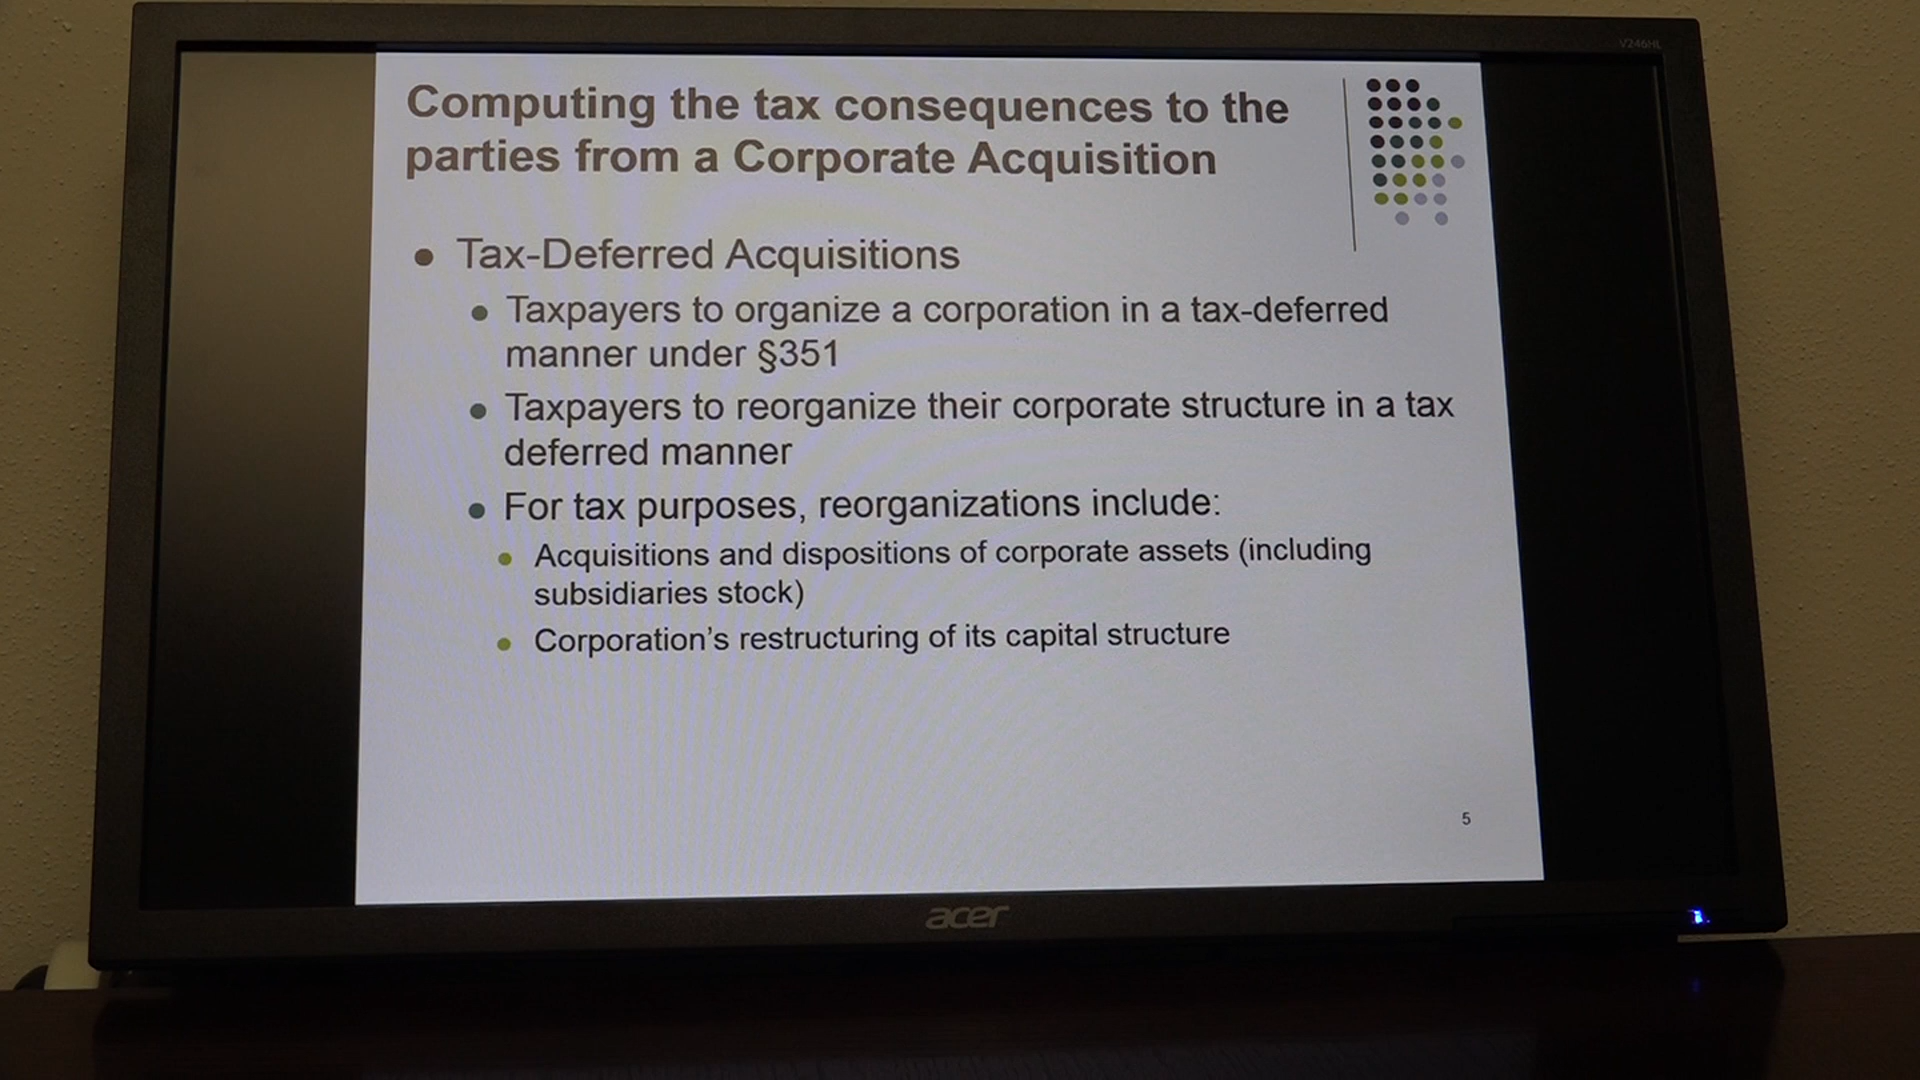 V246HL
Computing the tax consequences to the
parties from a Corporate Acquisition
Tax-Deferred Acquisitions
Taxpayers to organize a corporation in a tax-deferred
manner under §351
Taxpayers to reorganize their corporate structure in a tax
deferred manner
For tax purposes, reorganizations include:
Acquisitions and dispositions of corporate assets (including
subsidiaries stock)
Corporation’s restructuring of its capital structure
5
acer